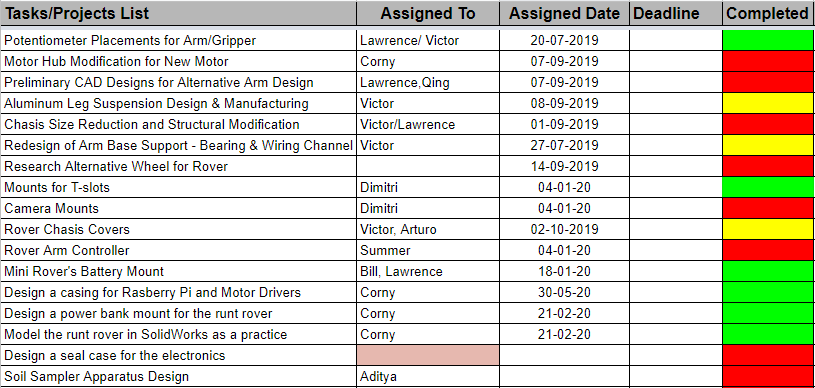 Tasks/Projects List Assigned To Assigned Date Deadline Completed
Potentiometer Placements for Arm/Gripper Lawrence/ Victor 20-07-2019
Motor Hub Modification for New Motor Corny 07-09-2019
Preliminary CAD Designs for Alternative Arm Design Lawrence,Qing 07-09-2019
Aluminum Leg Suspension Design & Manufacturing Victor 08-09-2019
Chasis Size Reduction and Structural Modification Victor/Lawrence 01-09-2019
Redesign of Arm Base Support - Bearing & Wiring Channel Victor 27-07-2019
Research Alternative Wheel for Rover 14-09-2019
Mounts for T-slots Dimitri 04-01-20
Camera Mounts Dimitri 04-01-20
Rover Chasis Covers Victor, Arturo 02-10-2019
Rover Arm Controller Summer 04-01-20
Mini Rover's Battery Mount Bill, Lawrence 18-01-20
Design a casing for Rasberry Pi and Motor Drivers Corny 30-05-20
Design a power bank mount for the runt rover Corny 21-02-20
Model the runt rover in SolidWorks as a practice Corny 21-02-20
Design a seal case for the electronics
Soil Sampler Apparatus Design Aditya